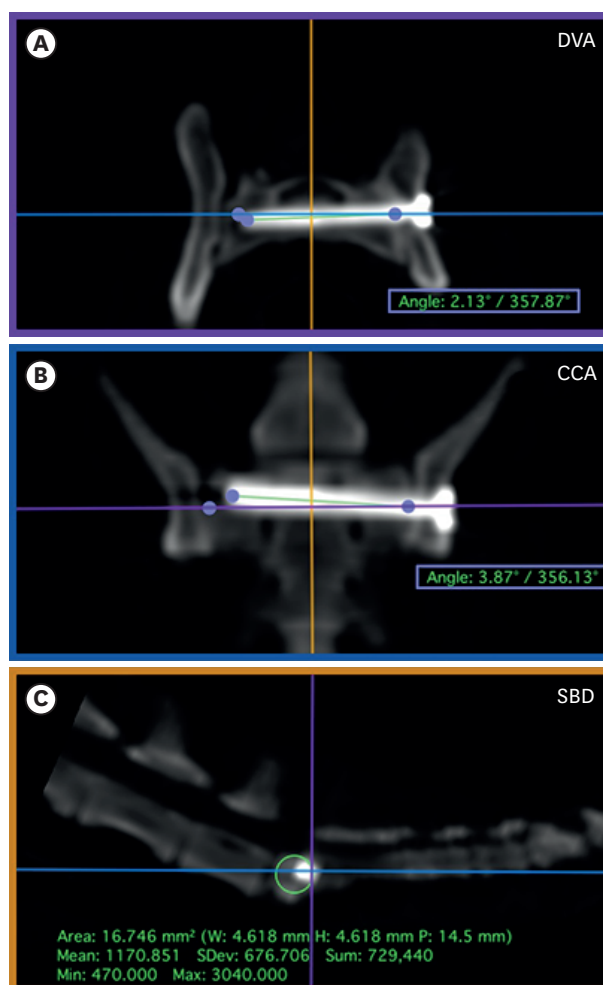 A
DVA
Angle: 2.13° / 357.87°
B
CCA
Angle: 3.87° / 356.13°
C
SBD
Area: 16.746 mm² (W: 4.618 mm H: 4.618 mm P: 14.5 mm)
Mean: 1170.851 SDev: 676.706 Sum: 729,440
Min: 470.000 Max: 3040.000